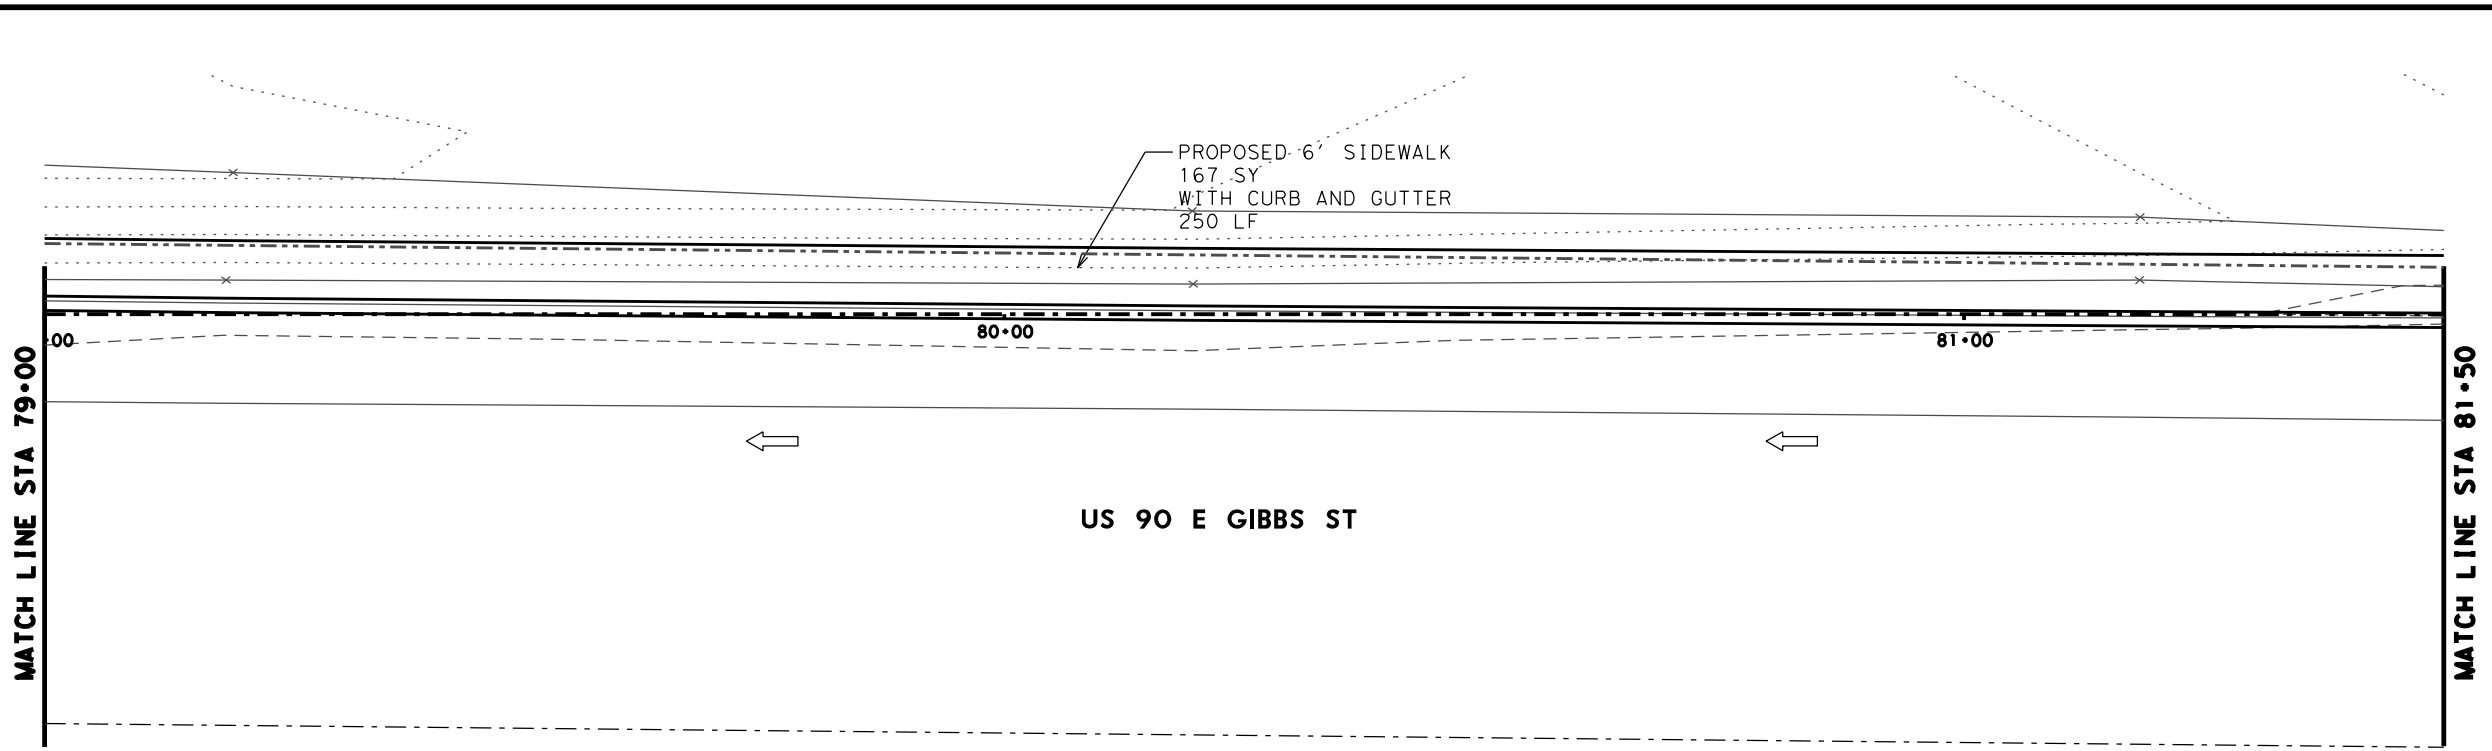 PROPOSED 6' SIDEWALK
167 SY
WITH CURB AND GUTTER
250 LF
+00
80+00
81+00
MATCH LINE STA 79+00
MATCH LINE STA 81+50
US 90 E GIBBS ST